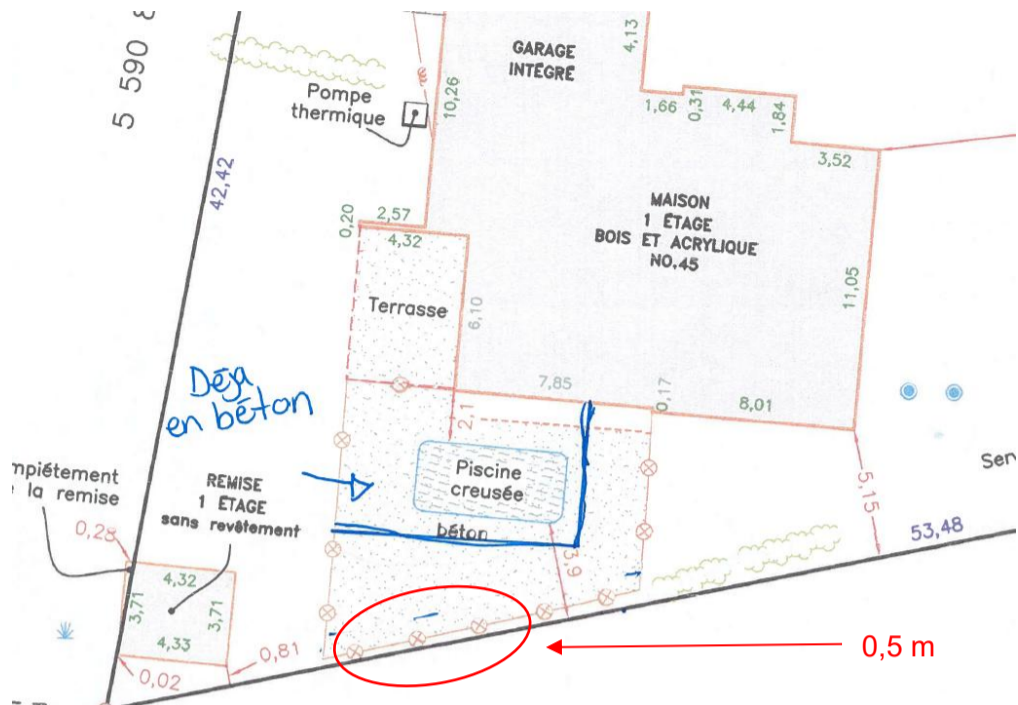 5 590 8
GARAGE
INTÉGRÉ
4,13
Pompe
thermique
10,26
1,66
0,31
4,44
1,84
3,52
42,42
MAISON
1 ÉTAGE
BOIS ET ACRYLIQUE
NO.45
0,20
2,57
4,32
11,05
Terrasse
6,10
7,85
0,17
8,01
Déja
en béton
2,1
Piscine
creusée
Ser
mpiétement
la remise
REMISE
1 ÉTAGE
sans revêtement
5,15
béton
53,48
0,28
3,9
4,32
3,71
3,71
4,33
0,81
0,5 m
0,02